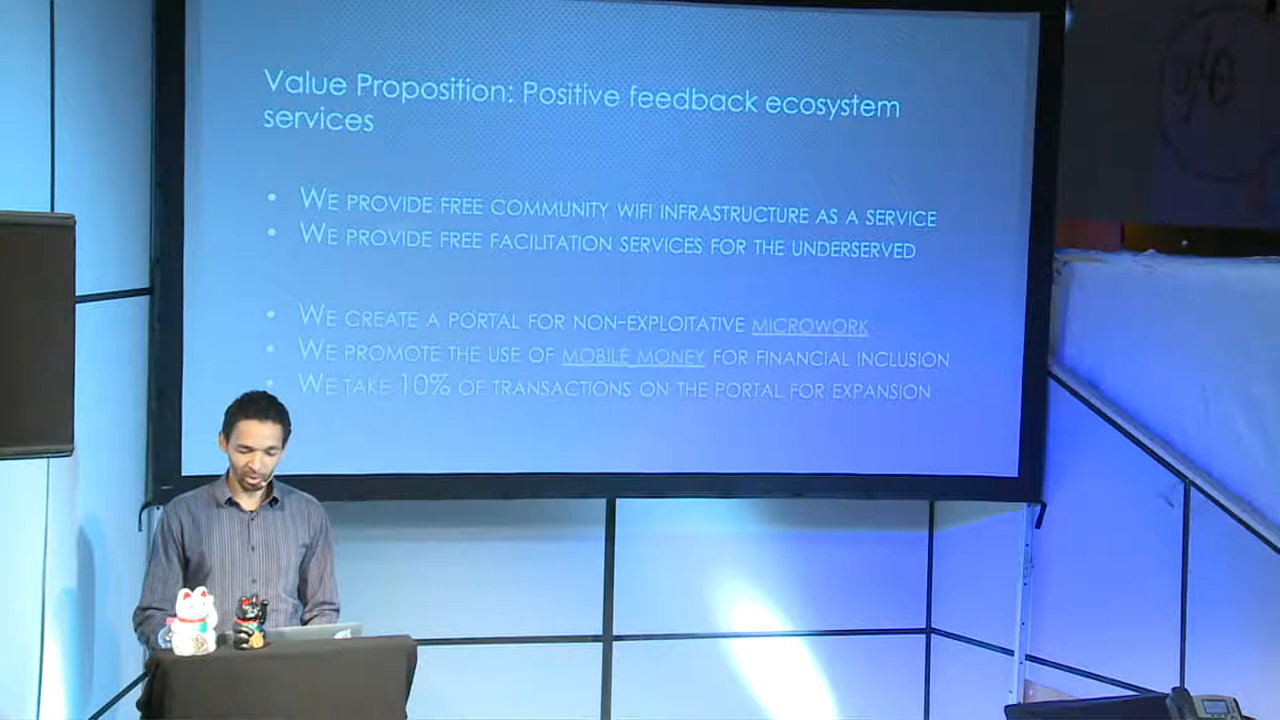 Value Proposition: Positive feedback ecosystem
services
• We provide free community wifi infrastructure as a service
• We provide free facilitation services for the underserved
• We create a portal for non-exploitative microwork
• We promote the use of mobile money for financial inclusion
• We take 10% of transactions on the portal for expansion